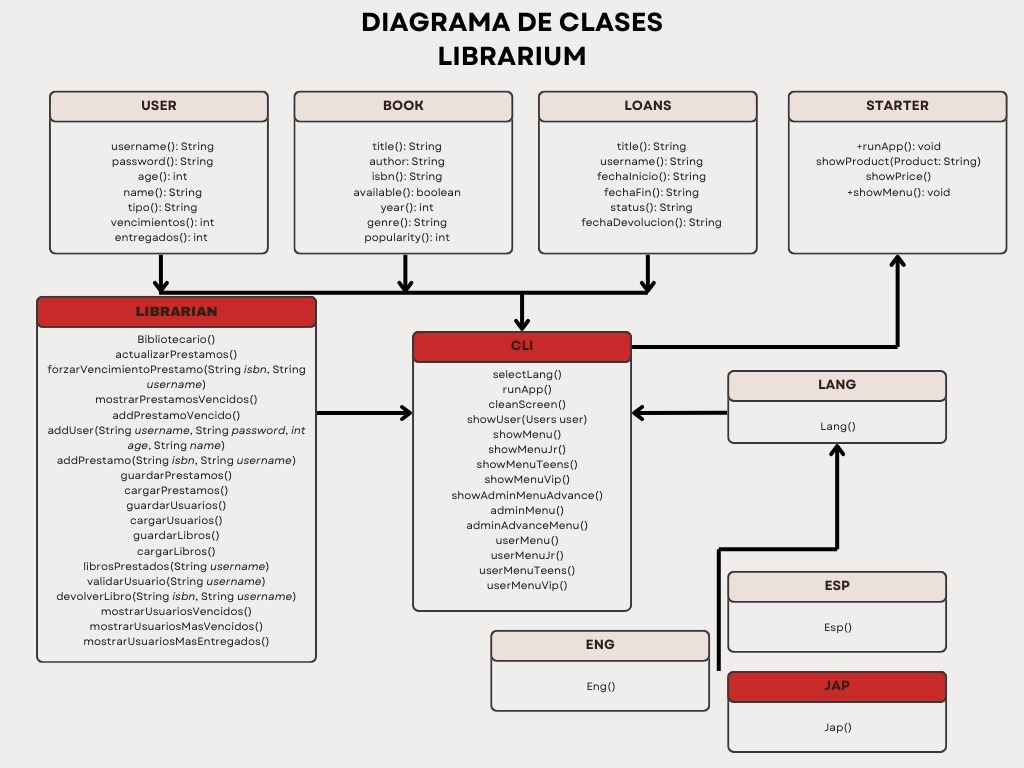 DIAGRAMA DE CLASES
LIBRARIUM
USER
username(): String
password(): String
age(): int
name(): String
tipo(): String
vencimientos(): int
entregados(): int
BOOK
title(): String
author: String
isbn(): String
available(): boolean
year(): int
genre(): String
popularity(): int
LOANS
title(): String
username(): String
fechaInicio(): String
fechaFin(): String
status(): String
fechaDevolucion(): String
STARTER
+runApp(): void
showProduct(Product: String)
showPrice()
+showMenu(): void
LIBRARIAN
Bibliotecario()
actualizarPrestamos()
forzarVencimientoPrestamo(String isbn, String
username)
mostrarPrestamosVencidos()
addPrestamoVencido()
addUser(String username, String password, int
age, String name)
addPrestamo(String isbn, String username)
guardarPrestamos()
cargarPrestamos()
guardarUsuarios()
cargarUsuarios()
guardarLibros()
cargarLibros()
librosPrestados(String username)
validarUsuario(String username)
devolverLibro(String isbn, String username)
mostrarUsuariosVencidos()
mostrarUsuariosMasVencidos()
mostrarUsuariosMasEntregados()
CLI
selectLang()
runApp()
cleanScreen()
showUser(Users user)
showMenu()
showMenuJr()
showMenuTeens()
showMenuVip()
showAdminMenuAdvance()
adminMenu()
adminAdvanceMenu()
userMenu()
userMenuJr()
userMenuTeens()
userMenuVip()
LANG
Lang()
ESP
Esp()
ENG
Eng()
JAP
Jap()